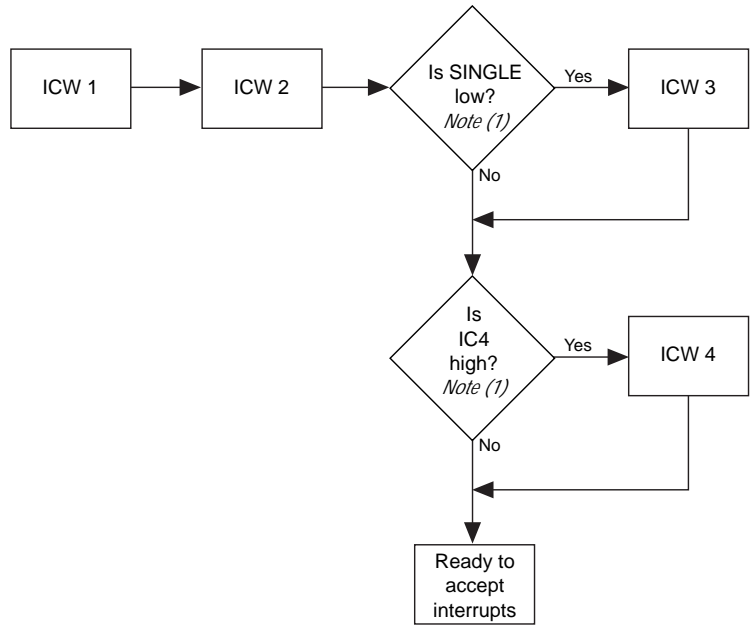 ICW 1
ICW 2
Is SINGLE
low?
Note (1)
Yes
ICW 3
No
Is
IC4
high?
Note (1)
Yes
ICW 4
No
Ready to
accept
interrupts